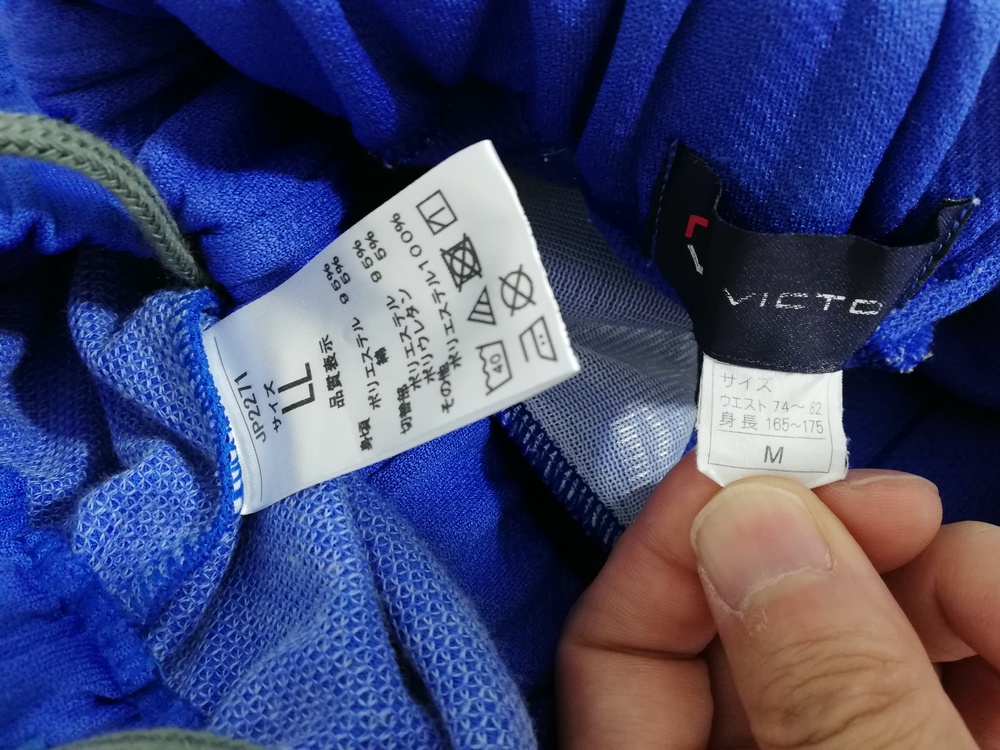 JP2271
サイズ
LL
品質表示
身頃 ポリエステル 95%
綿 95%
切替部 ポリエステル 95%
ポリウレタン
その他 ポリエステル100%
40
VICTO
サイズ
ウエスト 74～82
身長 165～175
M